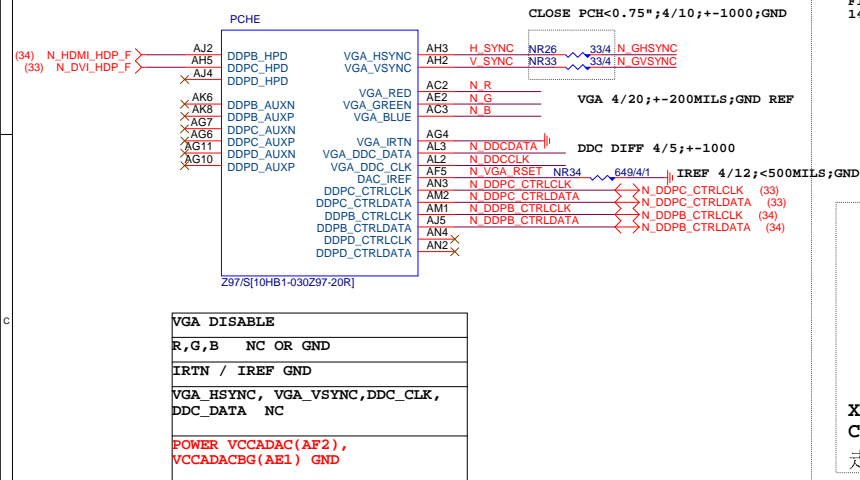 CLOSE PCH<0.75";4/10;+-1000;GND
PCHE
(34) N_HDMI_HDP_F AJ2 DDPB_HPD VGA_HSYNC AH3 H_SYNC NR26 33/4 N_GHSYNC
(33) N_DVI_HDP_F AH5 DDPC_HPD VGA_VSYNC AH2 V_SYNC NR33 33/4 N_GVSYNC
AJ4 DDPD_HPD
VGA_RED AC2 N_R
AK6 DDPB_AUXN VGA_GREEN AE2 N_G VGA 4/20;+-200MILS;GND REF
AK8 DDPB_AUXP VGA_BLUE AC3 N_B
AG7 DDPC_AUXN
AG6 DDPC_AUXP VGA_IRTN AG4
AG11 DDPD_AUXN VGA_DDC_DATA AL3 N_DDCDATA DDC DIFF 4/5;+-1000
AG10 DDPD_AUXP VGA_DDC_CLK AL2 N_DDCCLK
DAC_IREF AF5 N_VGA_RSET NR34 649/4/1 IREF 4/12;<500MILS;GND
DDPC_CTRLCLK AN3 N_DDPC_CTRLCLK N_DDPC_CTRLCLK (33)
DDPC_CTRLDATA AM2 N_DDPC_CTRLDATA N_DDPC_CTRLDATA (33)
DDPB_CTRLCLK AM1 N_DDPB_CTRLCLK N_DDPB_CTRLCLK (34)
DDPB_CTRLDATA AJ5 N_DDPB_CTRLDATA N_DDPB_CTRLDATA (34)
DDPD_CTRLCLK AN4
DDPD_CTRLDATA AN2
Z97/S[10HB1-030Z97-20R]
C
VGA DISABLE
R,G,B NC OR GND
IRTN / IREF GND
VGA_HSYNC, VGA_VSYNC,DDC_CLK,
DDC_DATA NC
POWER VCCADAC(AF2),
VCCADACBG(AE1) GND